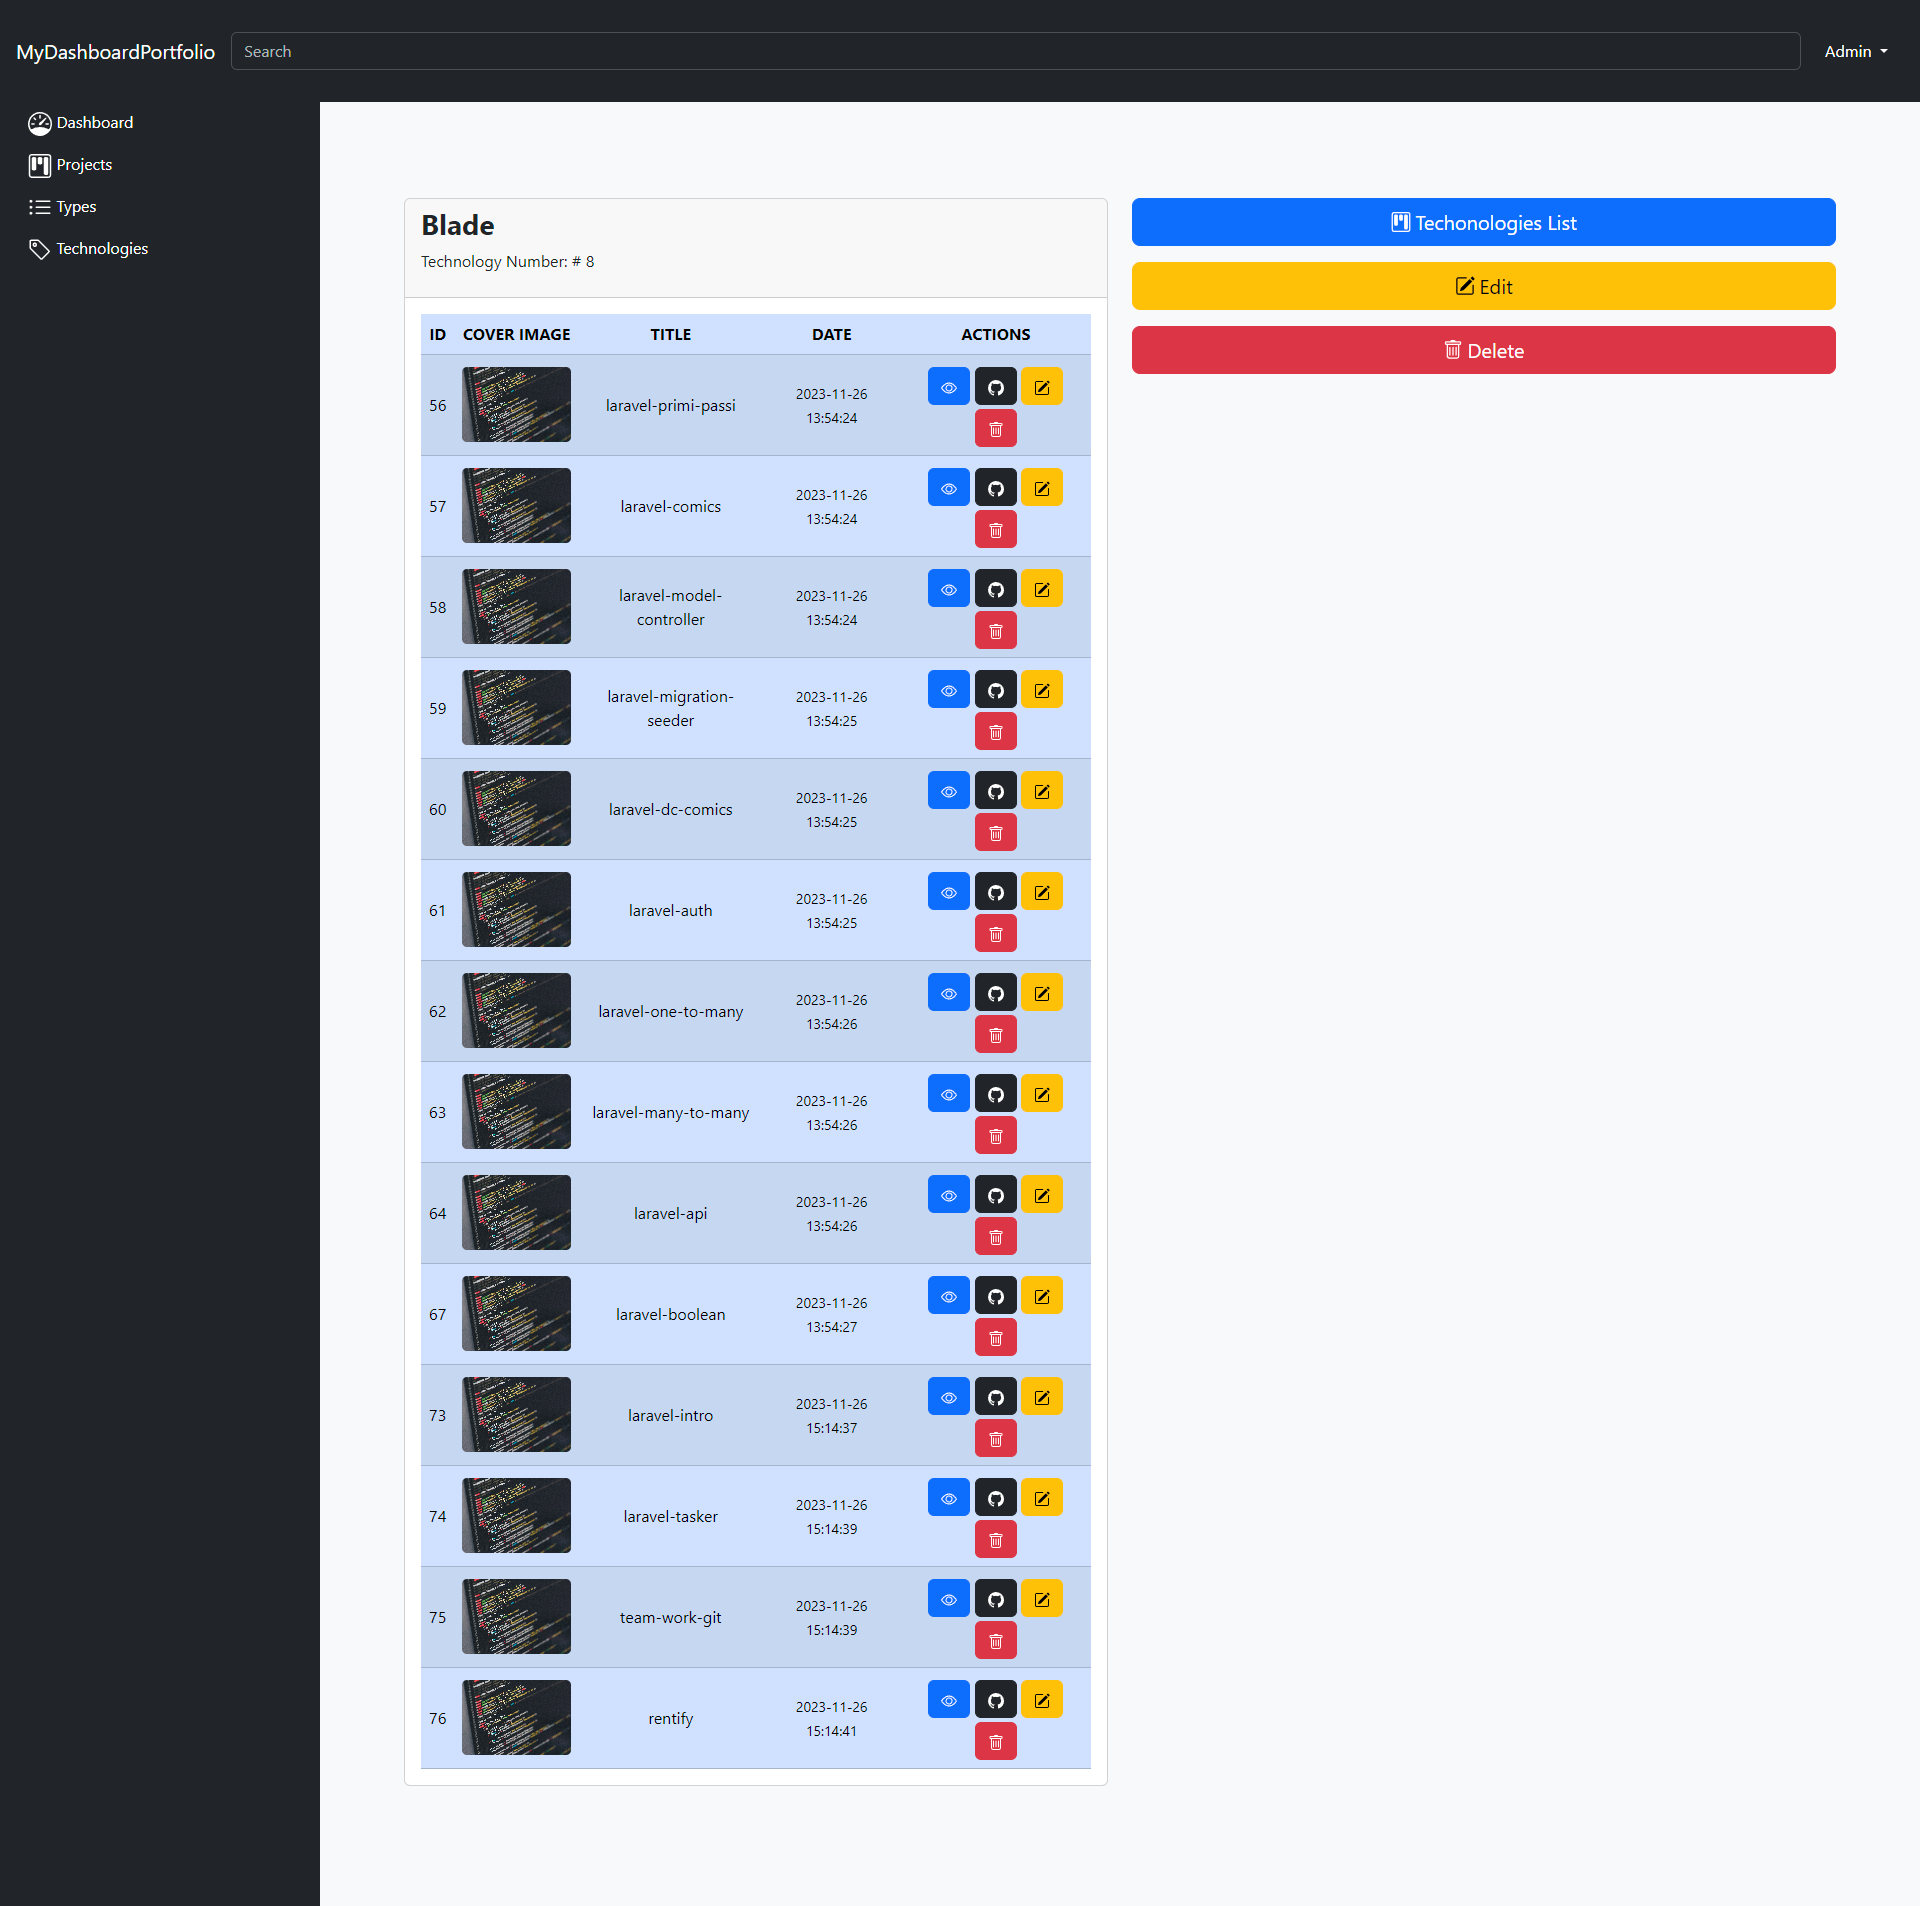 MyDashboardPortfolio
Search
Admin
Dashboard
Projects
Types
Technologies
Blade
Technology Number: # 8
Techonologies List
Edit
Delete
ID COVER IMAGE TITLE DATE ACTIONS
56 laravel-primi-passi 2023-11-26
13:54:24
57 laravel-comics 2023-11-26
13:54:24
58 laravel-model-
controller 2023-11-26
13:54:24
59 laravel-migration-
seeder 2023-11-26
13:54:25
60 laravel-dc-comics 2023-11-26
13:54:25
61 laravel-auth 2023-11-26
13:54:25
62 laravel-one-to-many 2023-11-26
13:54:26
63 laravel-many-to-many 2023-11-26
13:54:26
64 laravel-api 2023-11-26
13:54:26
67 laravel-boolean 2023-11-26
13:54:27
73 laravel-intro 2023-11-26
15:14:37
74 laravel-tasker 2023-11-26
15:14:39
75 team-work-git 2023-11-26
15:14:39
76 rentify 2023-11-26
15:14:41